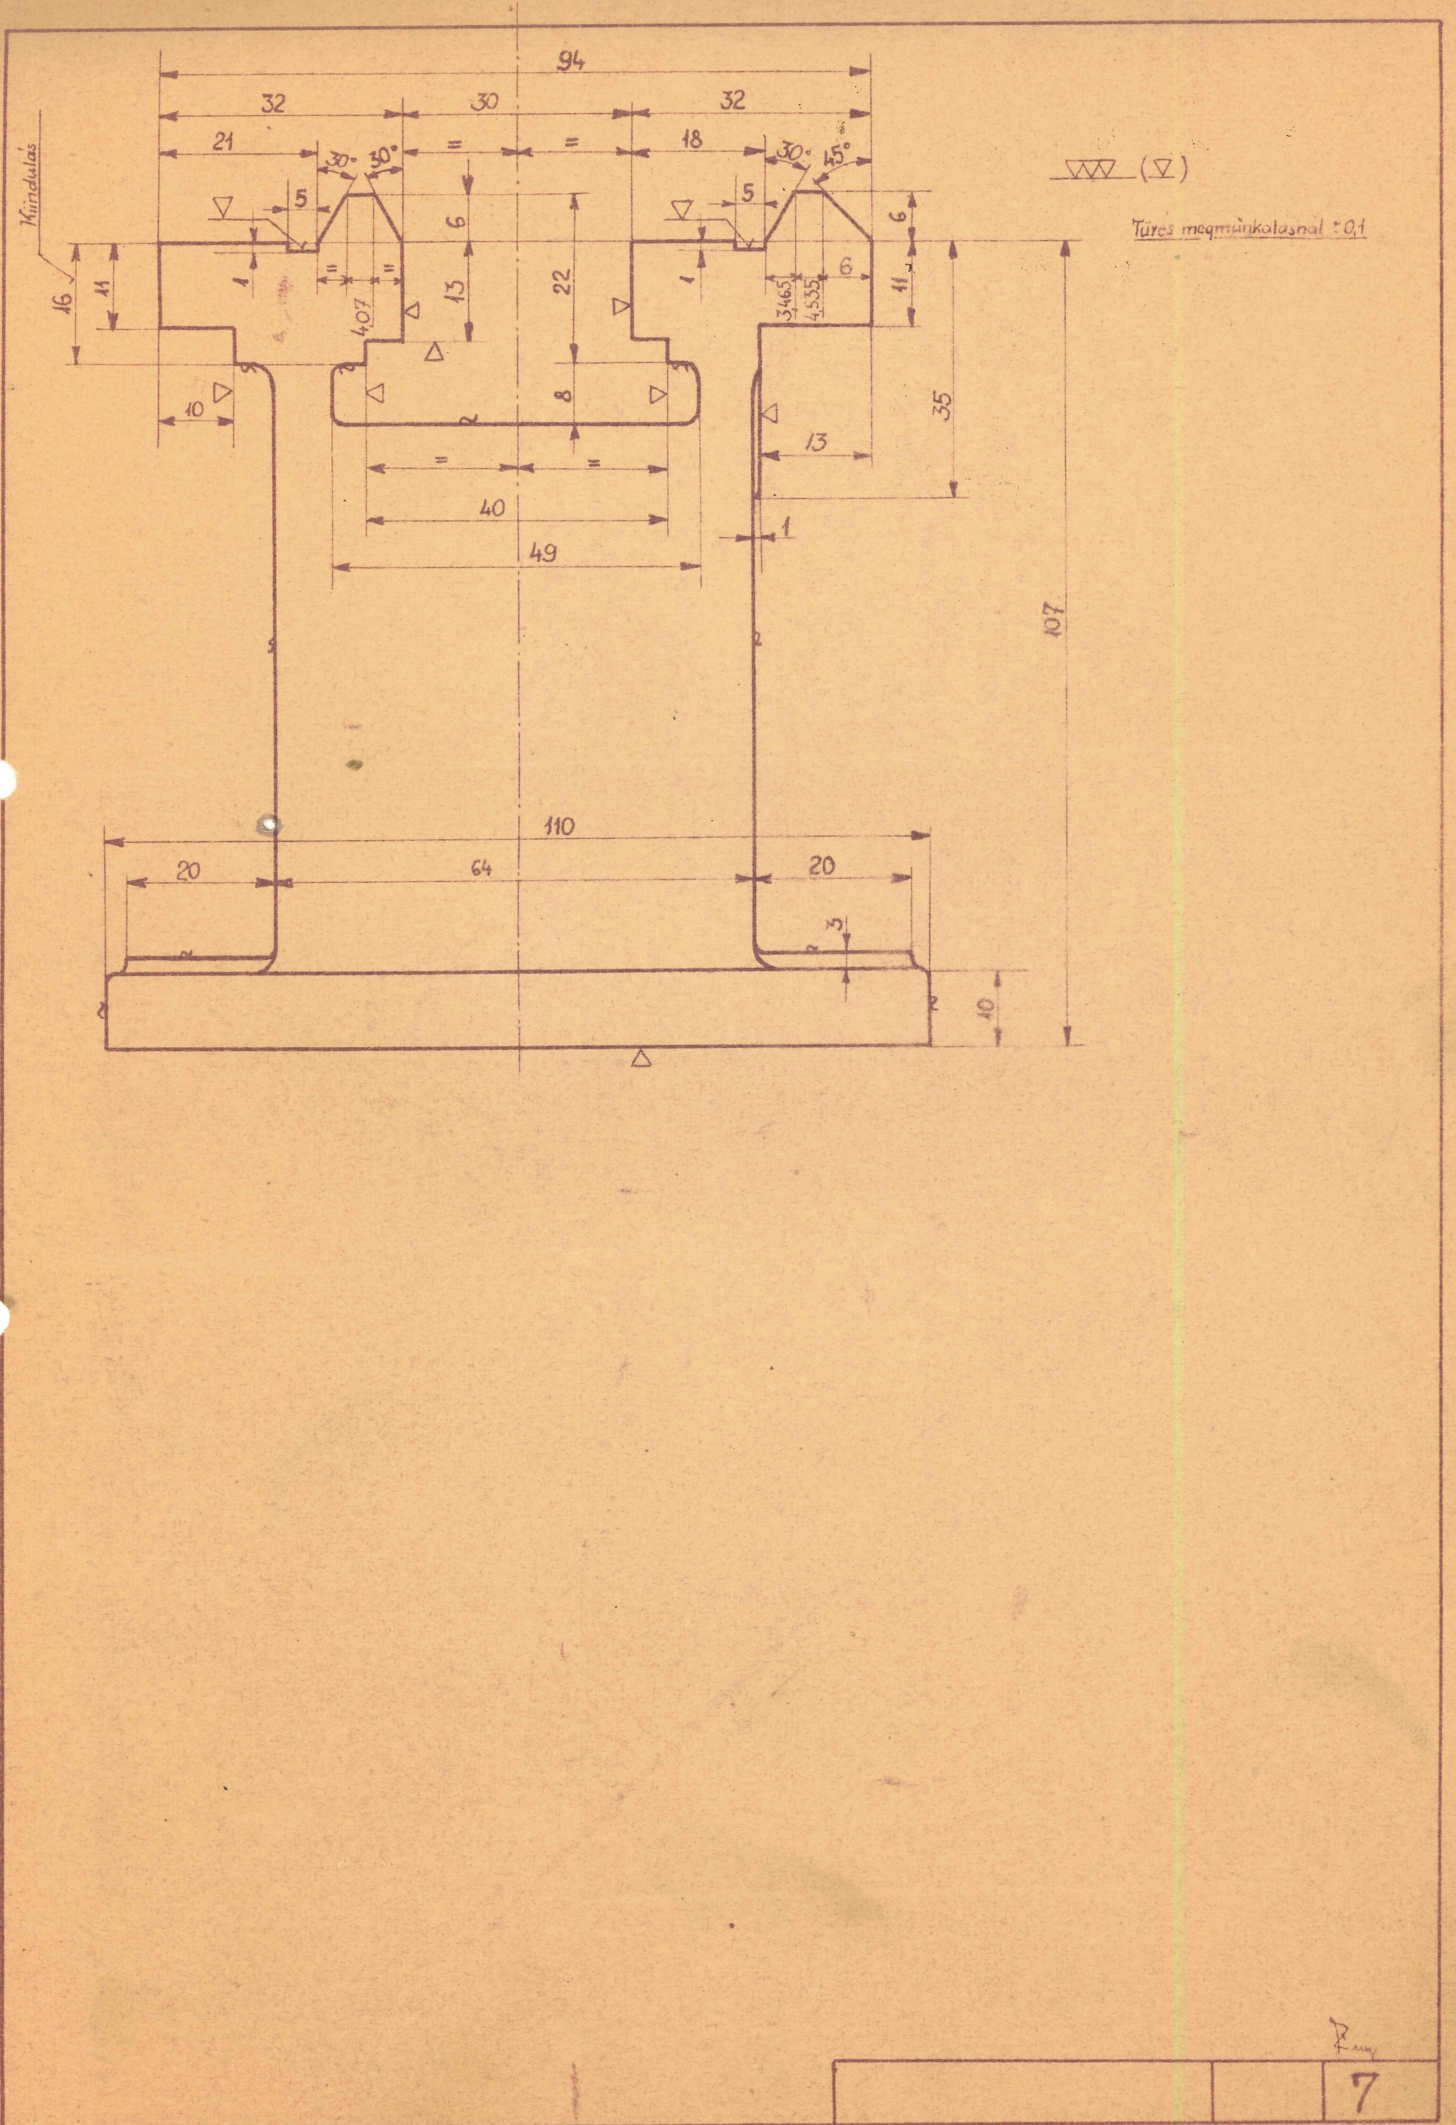 94
32 30 32
21 30° 30° = = 18 30° 45°
Kiindulás
5 6 5 6
( )
Tűrés megmunkálásnál ±0,1
16 11 1 = = 4,07 13 22 1 3,465 4,535 6 11
10 8 13 35
= =
40
49 1
107
110
20 64 20
3
10
7